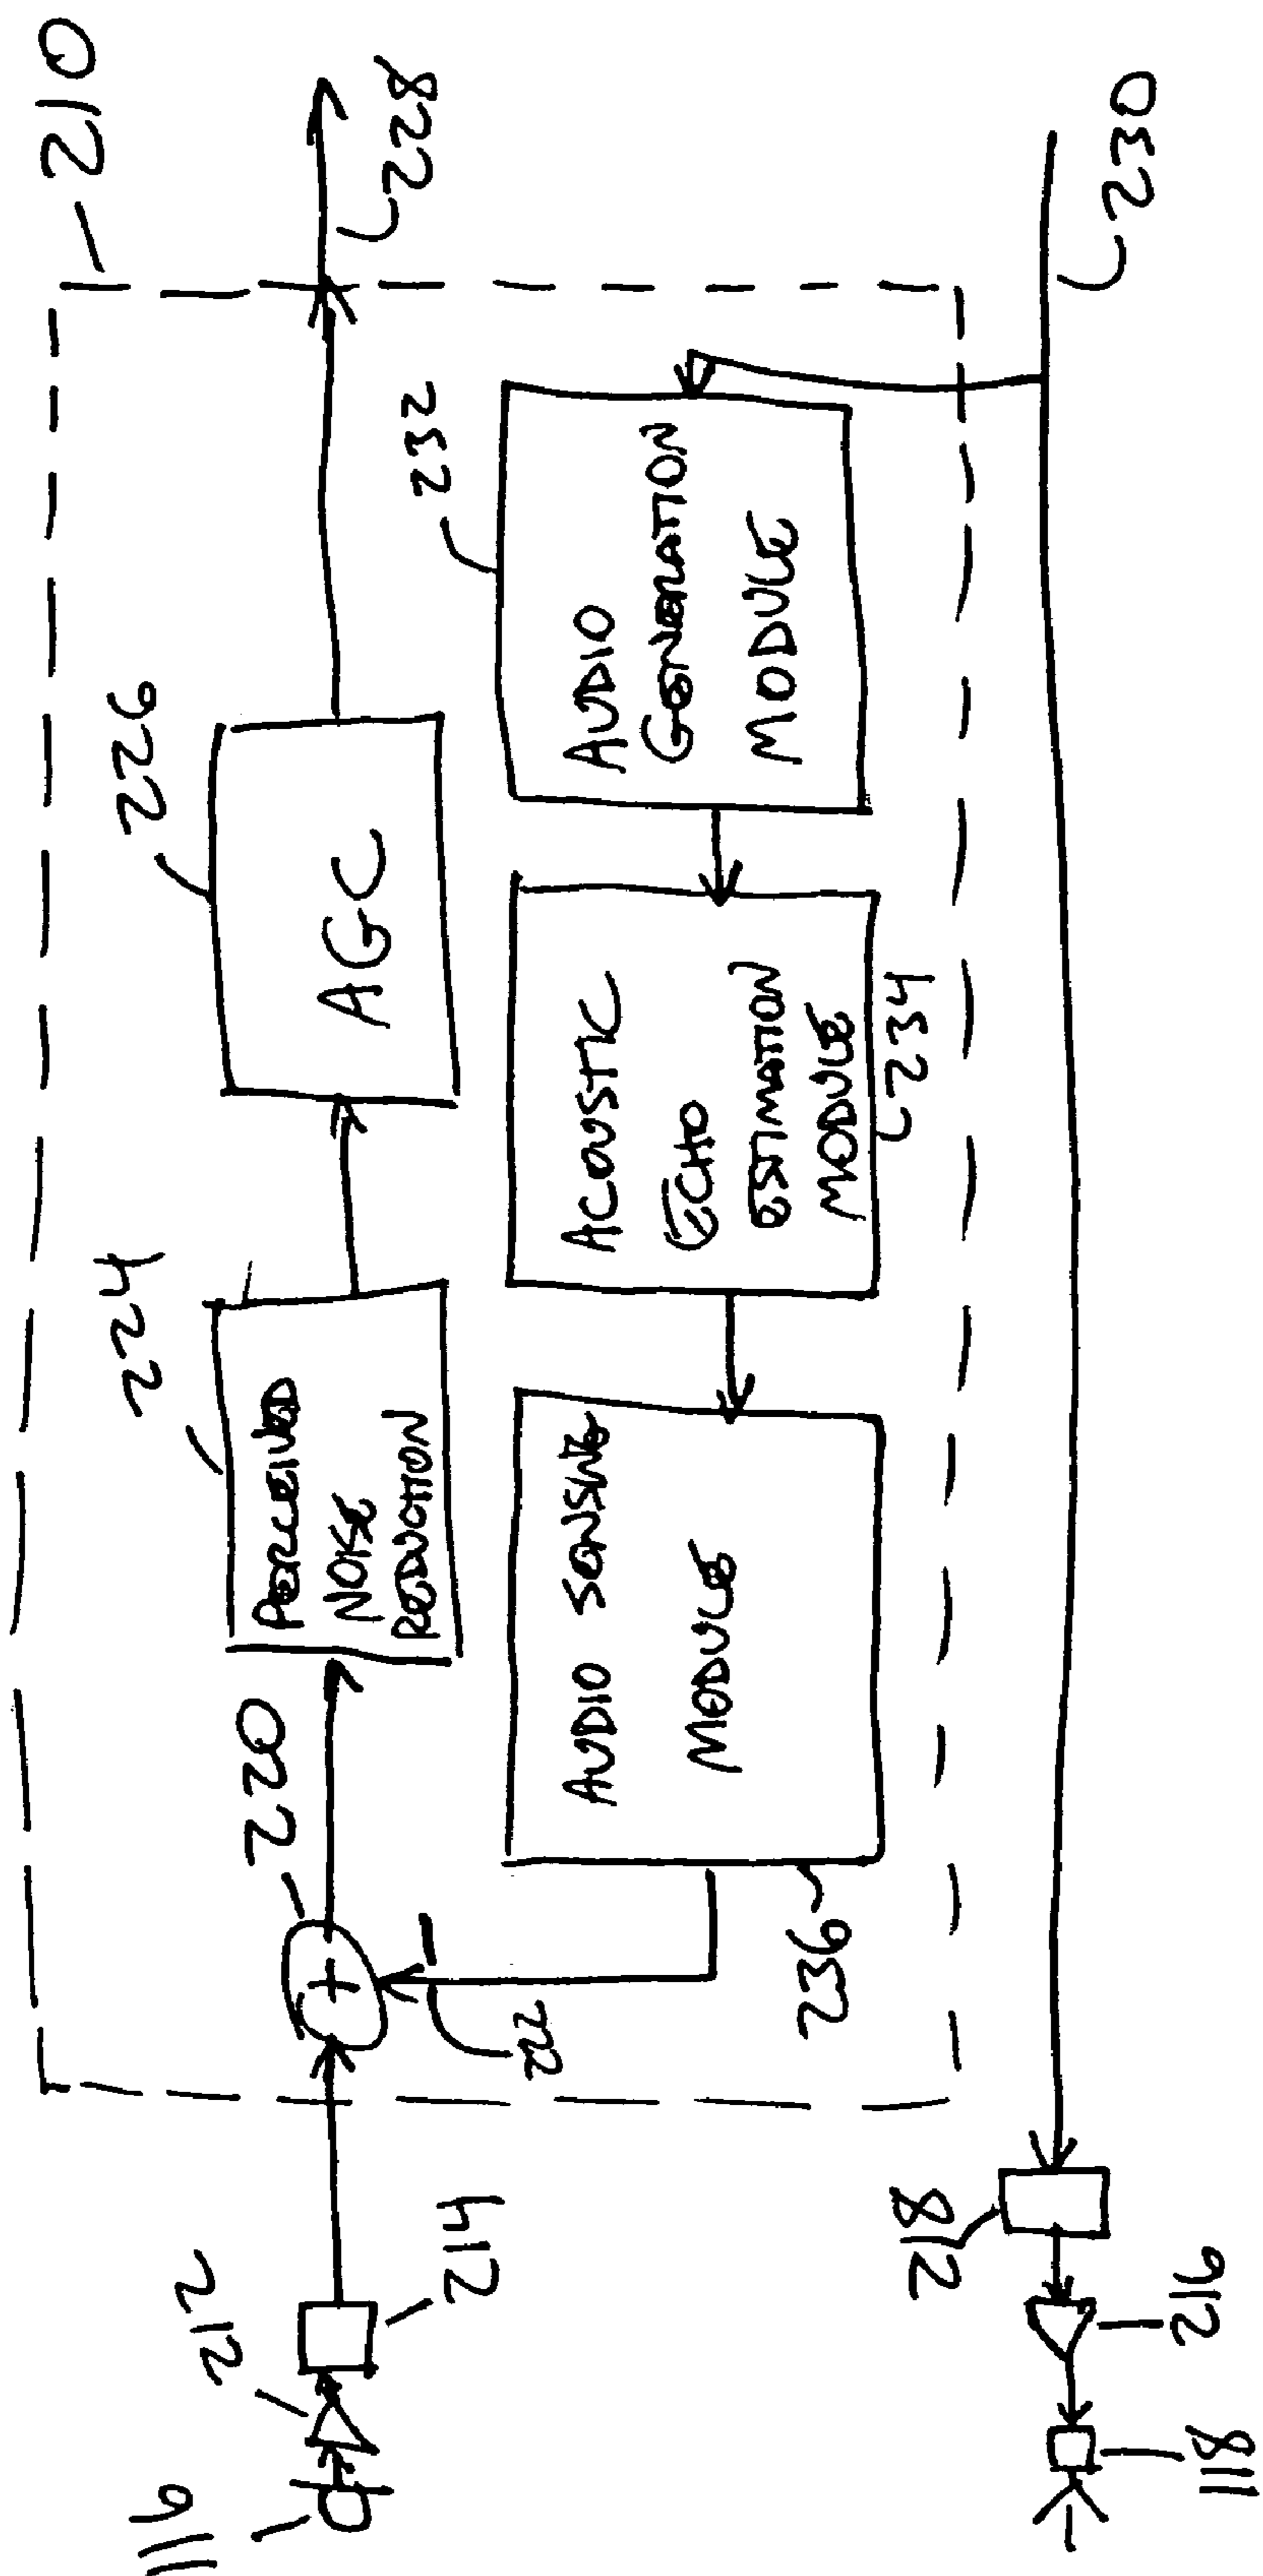 210
228
226
AGC
224
PERCEIVED
NOISE
REDUCTION
220
+
-
222
212
116
214
232
AUDIO
GENERATION
MODULE
ACOUSTIC
ECHO
ESTIMATION
MODULE
234
AUDIO SENSING
MODULE
236
230
218
216
118